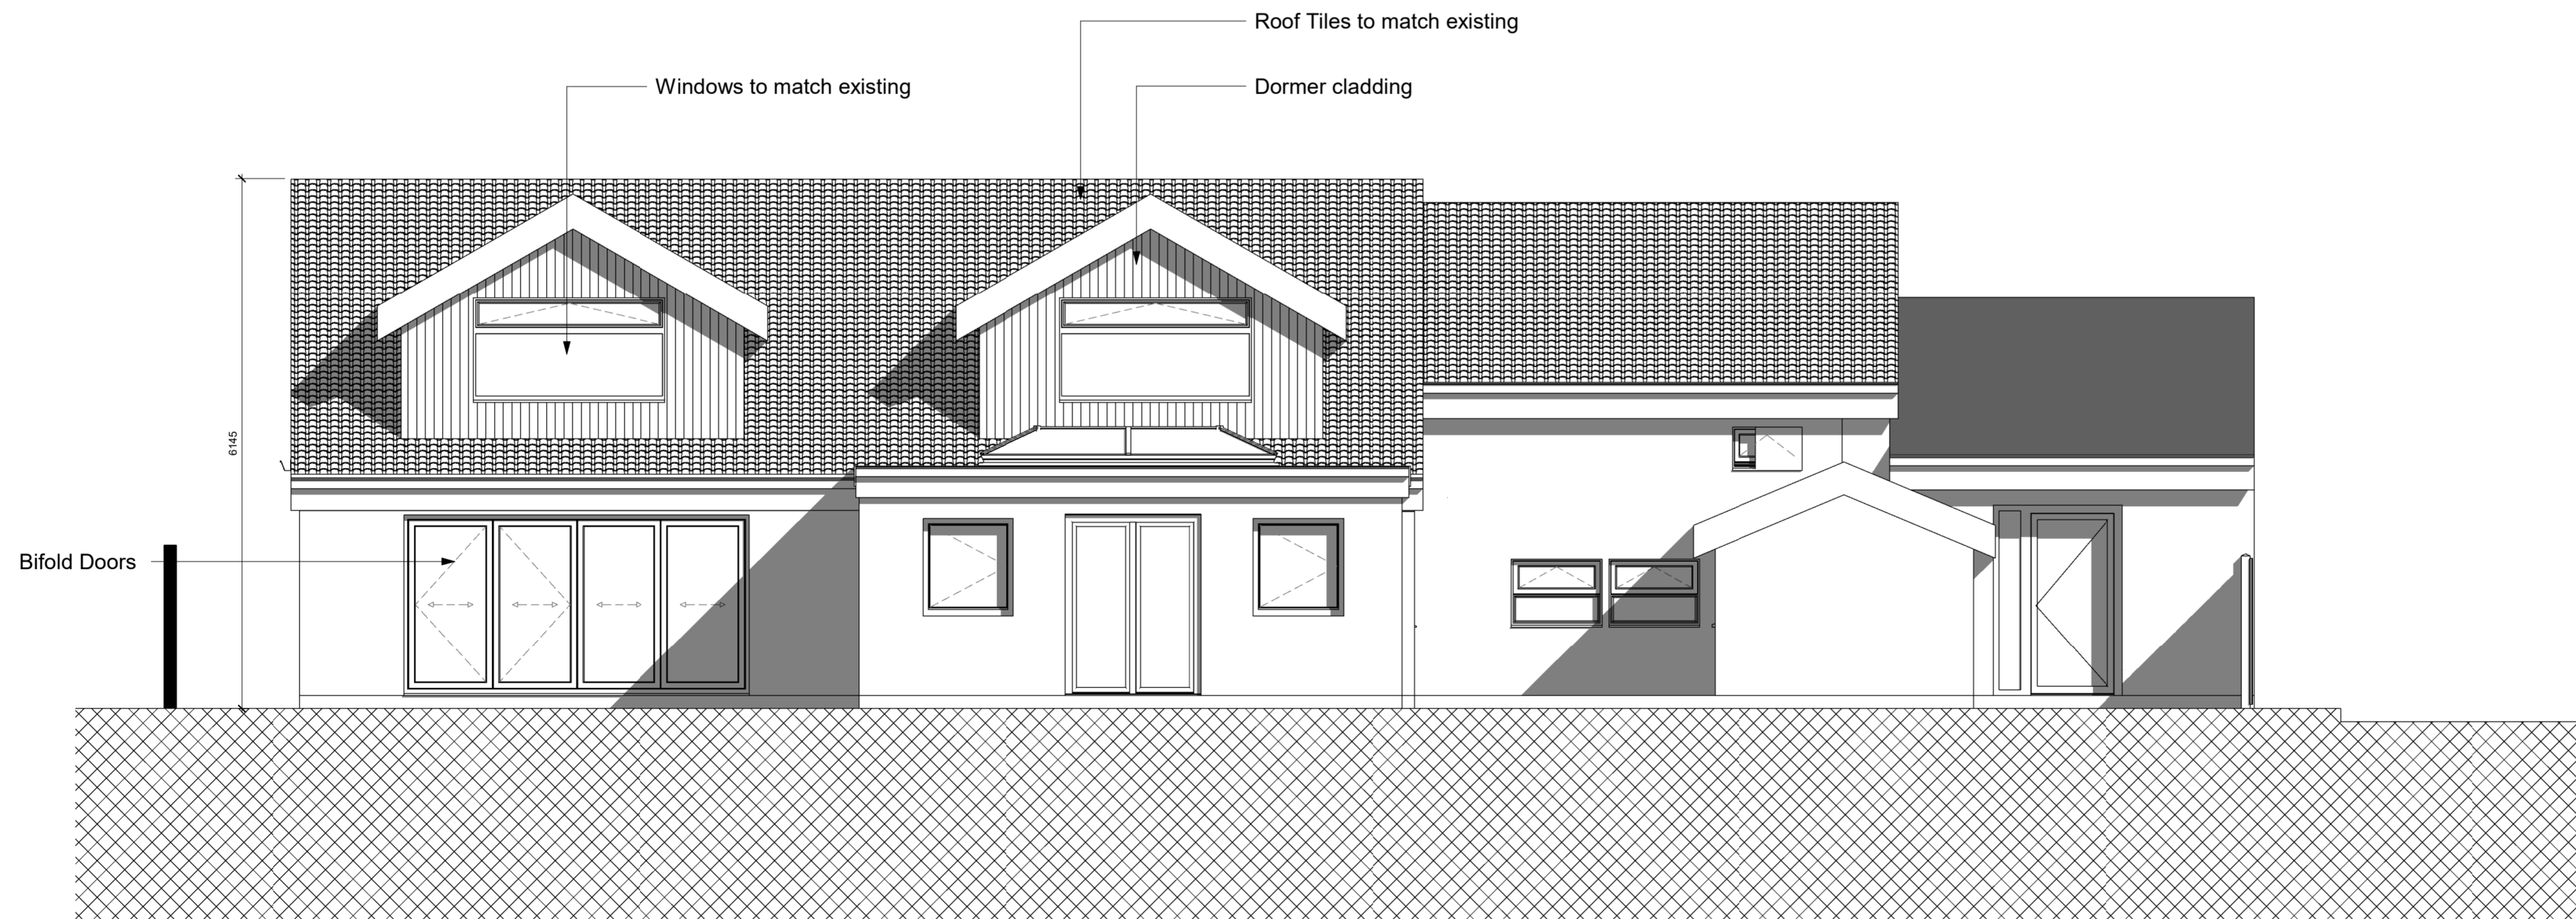 Roof Tiles to match existing
Windows to match existing
Dormer cladding
6145
Bifold Doors